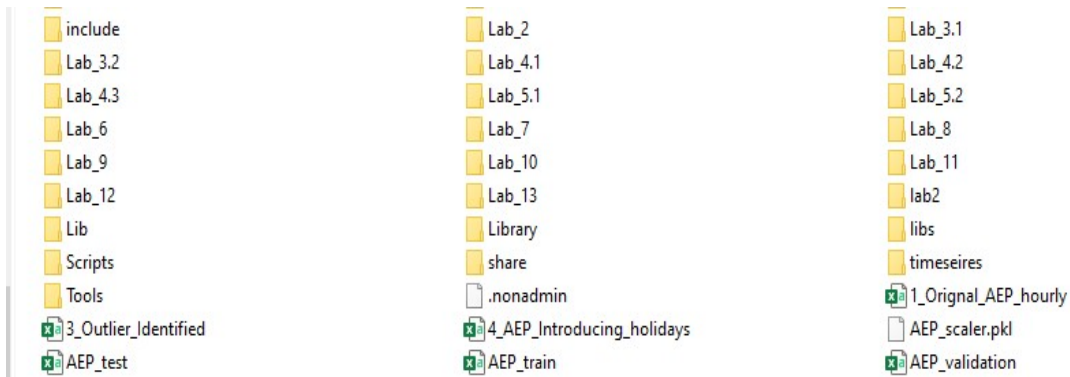 include Lab_2 Lab_3.1
Lab_3.2 Lab_4.1 Lab_4.2
Lab_4.3 Lab_5.1 Lab_5.2
Lab_6 Lab_7 Lab_8
Lab_9 Lab_10 Lab_11
Lab_12 Lab_13 lab2
Lib Library libs
Scripts share timeseires
Tools .nonadmin 1_Orignal_AEP_hourly
3_Outlier_Identified 4_AEP_Introducing_holidays AEP_scaler.pkl
AEP_test AEP_train AEP_validation